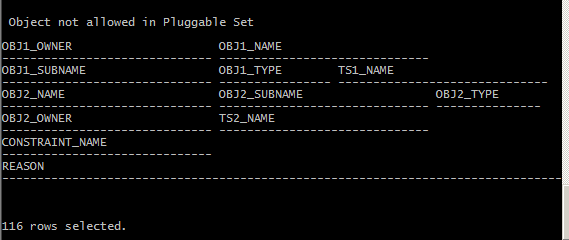 Object not allowed in Pluggable Set
OBJ1_OWNER OBJ1_NAME
------------------------------ ------------------------------
OBJ1_SUBNAME OBJ1_TYPE TS1_NAME
------------------------------ --------------- ------------------------------
OBJ2_NAME OBJ2_SUBNAME OBJ2_TYPE
------------------------------ ------------------------------ ---------------
OBJ2_OWNER TS2_NAME
------------------------------ ------------------------------
CONSTRAINT_NAME
------------------------------
REASON
--------------------------------------------------------------------------------
116 rows selected.